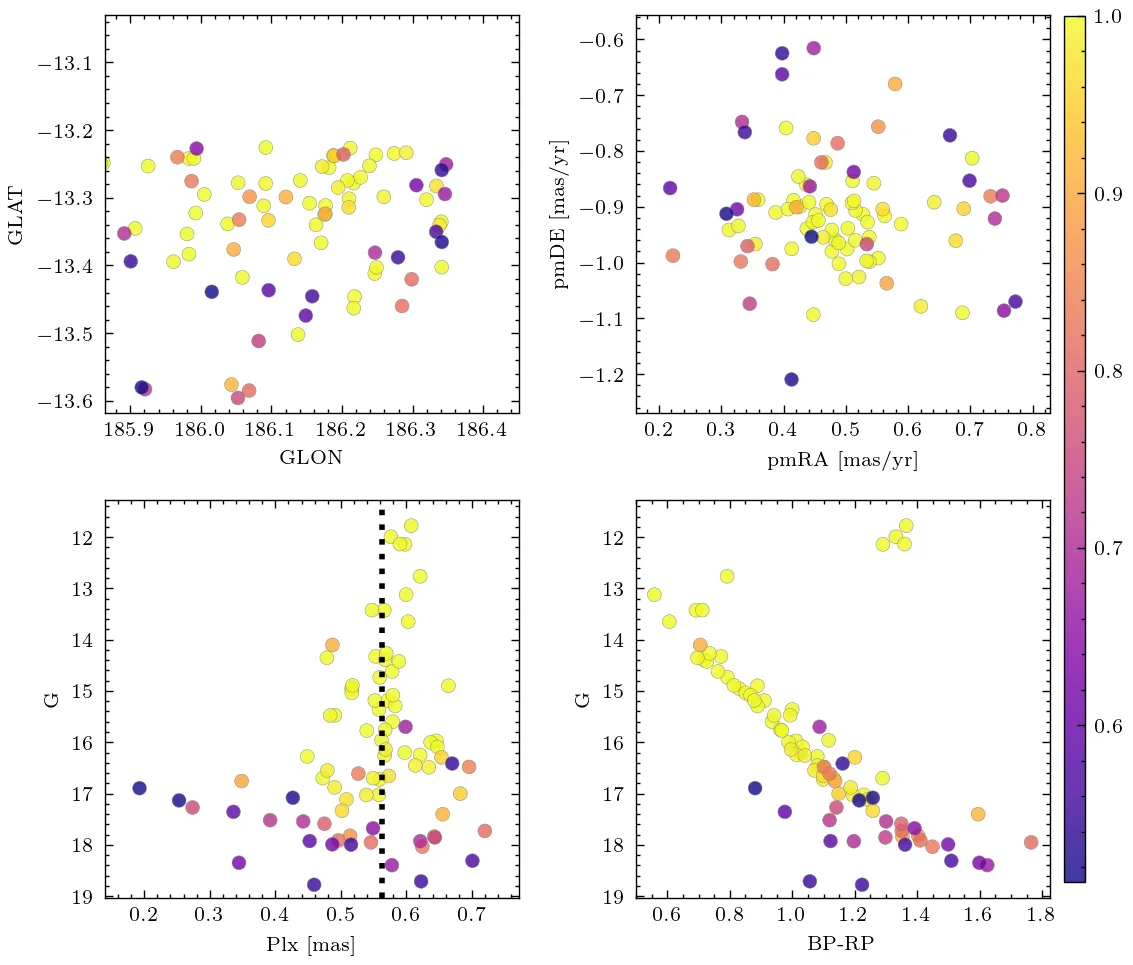 −13.1
−13.2
−13.3
−13.4
−13.5
−13.6
GLAT
185.9 186.0 186.1 186.2 186.3 186.4
GLON
−0.6
−0.7
−0.8
−0.9
−1.0
−1.1
−1.2
pmDE [mas/yr]
0.2 0.3 0.4 0.5 0.6 0.7 0.8
pmRA [mas/yr]
1.0
0.9
0.8
0.7
0.6
12
13
14
15
16
17
18
19
G
0.2 0.3 0.4 0.5 0.6 0.7
Plx [mas]
12
13
14
15
16
17
18
19
G
0.6 0.8 1.0 1.2 1.4 1.6 1.8
BP-RP